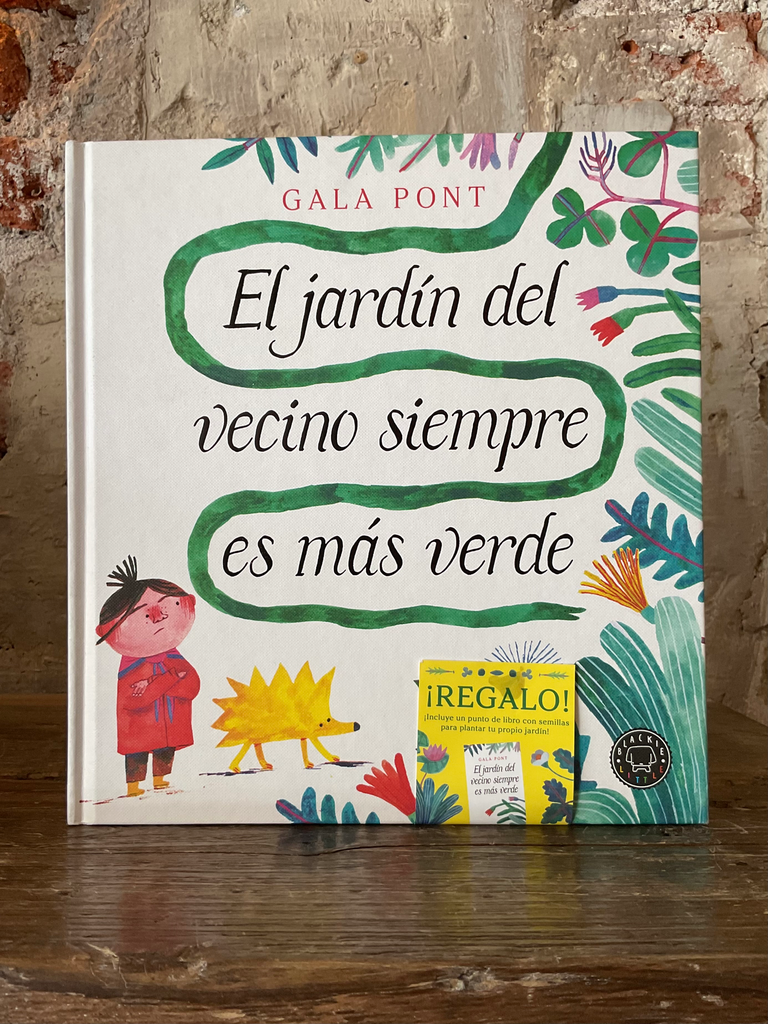 GALA PONT
El jardín del
vecino siempre
es más verde
¡REGALO!
¡Incluye un punto de libro con semillas
para plantar tu propio jardín!
GALA PONT
El jardín del
vecino siempre
es más verde
BLACKIE
LITTLE